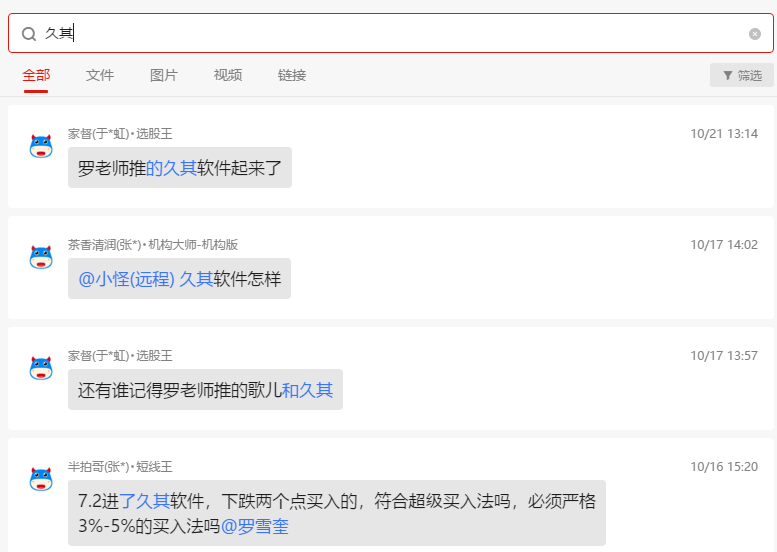 久其
全部 文件 图片 视频 链接 筛选
家督(于*虹)•选股王 10/21 13:14
罗老师推的久其软件起来了
茶香清润(张*)•机构大师-机构版 10/17 14:02
@小怪(远程) 久其软件怎样
家督(于*虹)•选股王 10/17 13:57
还有谁记得罗老师推的歌儿和久其
半拍哥(张*)•短线王 10/16 15:20
7.2进了久其软件，下跌两个点买入的，符合超级买入法吗，必须严格
3%-5%的买入法吗@罗雪奎